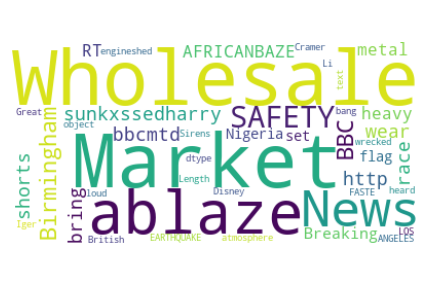 Wholesale
Market
ablaze
News
SAFETY
Birmingham
BBC
AFRICANBAZE
sunkxssedharry
bbcmtd
Nigeria
http
RT
engineshed
Cramer
Li
text
metal
heavy
wear
race
flag
set
bang
wrecked
Great
object
Sirens
dtype
shorts
bring
loud
Length
Disney
Breaking
FASTE
heard
Iger
British
EARTHQUAKE
atmosphere
LOS
ANGELES